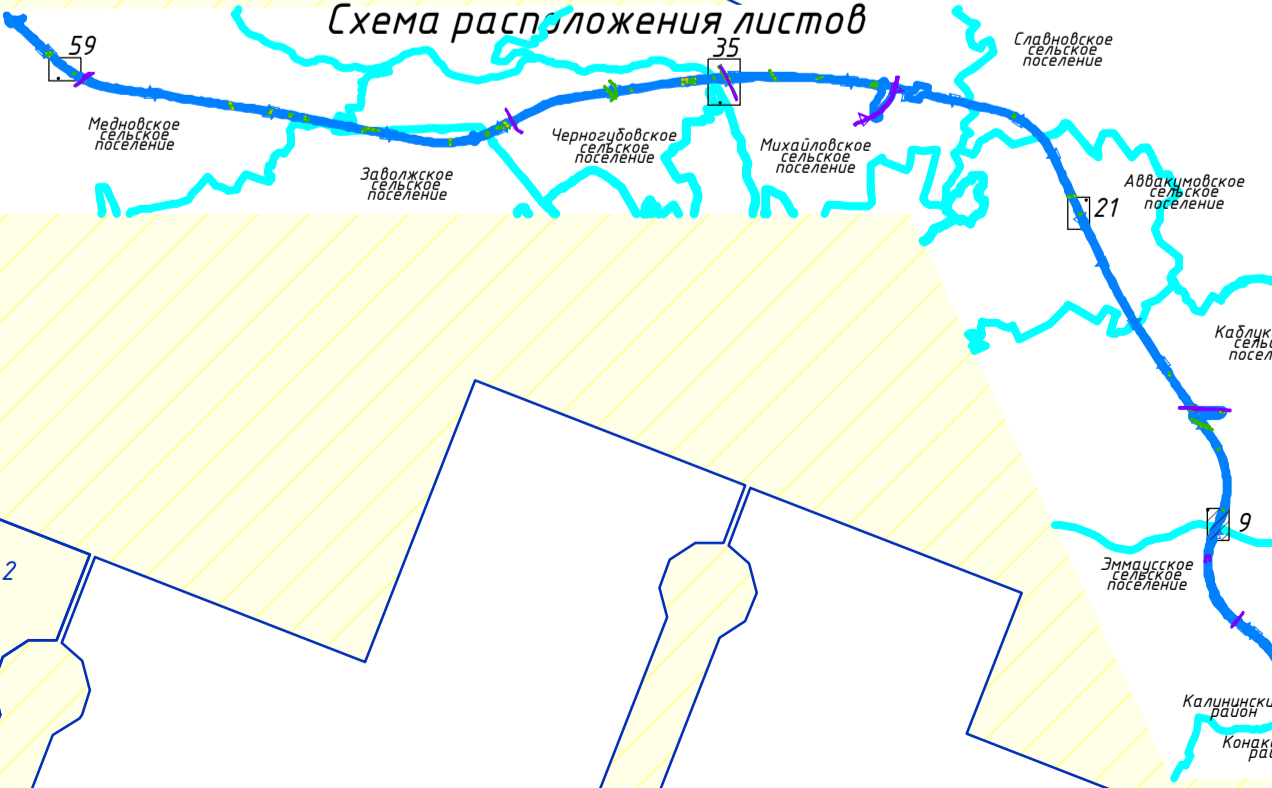 Схема расположения листов
59
35
Славновское
сельское
поселение
Медновское
сельское
поселение
Черногубовское
сельское
поселение
Михайловское
сельское
поселение
Заволжское
сельское
поселение
Аввакумовское
сельское
поселение
21
9
Эммаусское
сельское
поселение
2
район